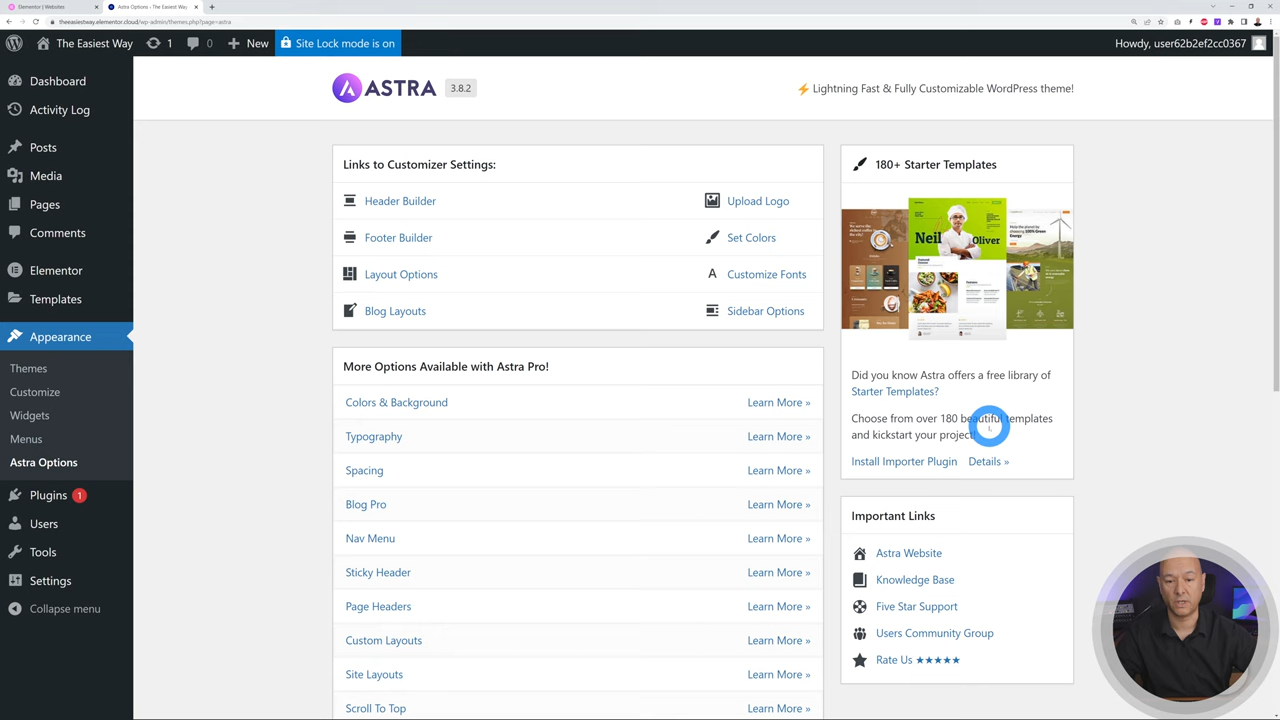 Elementor | Websites
Astra Options ‹ The Easiest Way
theeasiestway.elementor.cloud/wp-admin/themes.php?page=astra
The Easiest Way
1
0
New
Site Lock mode is on
Howdy, user62b2ef2cc0367
Dashboard
Activity Log
Posts
Media
Pages
Comments
Elementor
Templates
Appearance
Themes
Customize
Widgets
Menus
Astra Options
Plugins 1
Users
Tools
Settings
Collapse menu
ASTRA 3.8.2
Lightning Fast & Fully Customizable WordPress theme!
Links to Customizer Settings:
Header Builder
Upload Logo
Footer Builder
Set Colors
Layout Options
Customize Fonts
Blog Layouts
Sidebar Options
More Options Available with Astra Pro!
Colors & Background Learn More »
Typography Learn More »
Spacing Learn More »
Blog Pro Learn More »
Nav Menu Learn More »
Sticky Header Learn More »
Page Headers Learn More »
Custom Layouts Learn More »
Site Layouts Learn More »
Scroll To Top Learn More »
180+ Starter Templates
Neil Oliver
Did you know Astra offers a free library of
Starter Templates?
Choose from over 180 beautiful templates
and kickstart your project!
Install Importer Plugin Details »
Important Links
Astra Website
Knowledge Base
Five Star Support
Users Community Group
Rate Us ★★★★★